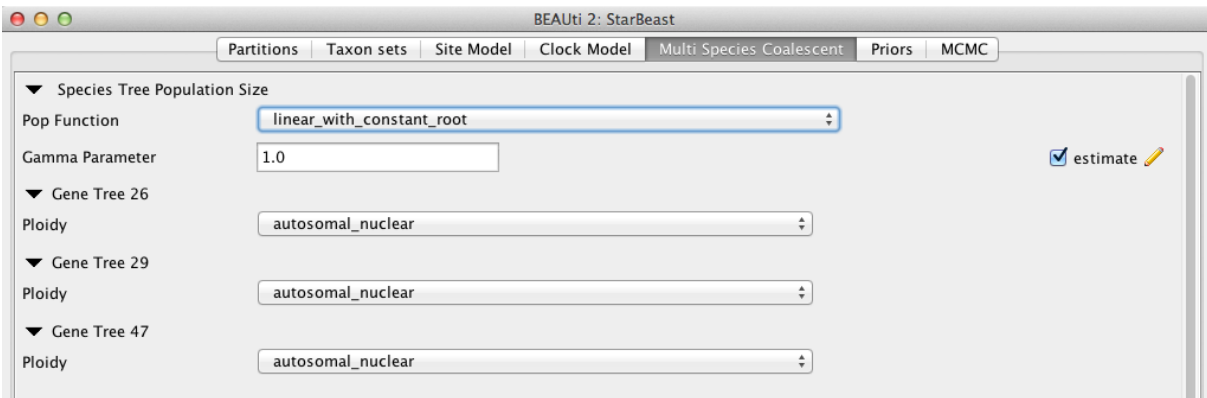 BEAUti 2: StarBeast
Partitions Taxon sets Site Model Clock Model Multi Species Coalescent Priors MCMC
Species Tree Population Size
Pop Function linear_with_constant_root
Gamma Parameter 1.0 estimate
Gene Tree 26
Ploidy autosomal_nuclear
Gene Tree 29
Ploidy autosomal_nuclear
Gene Tree 47
Ploidy autosomal_nuclear